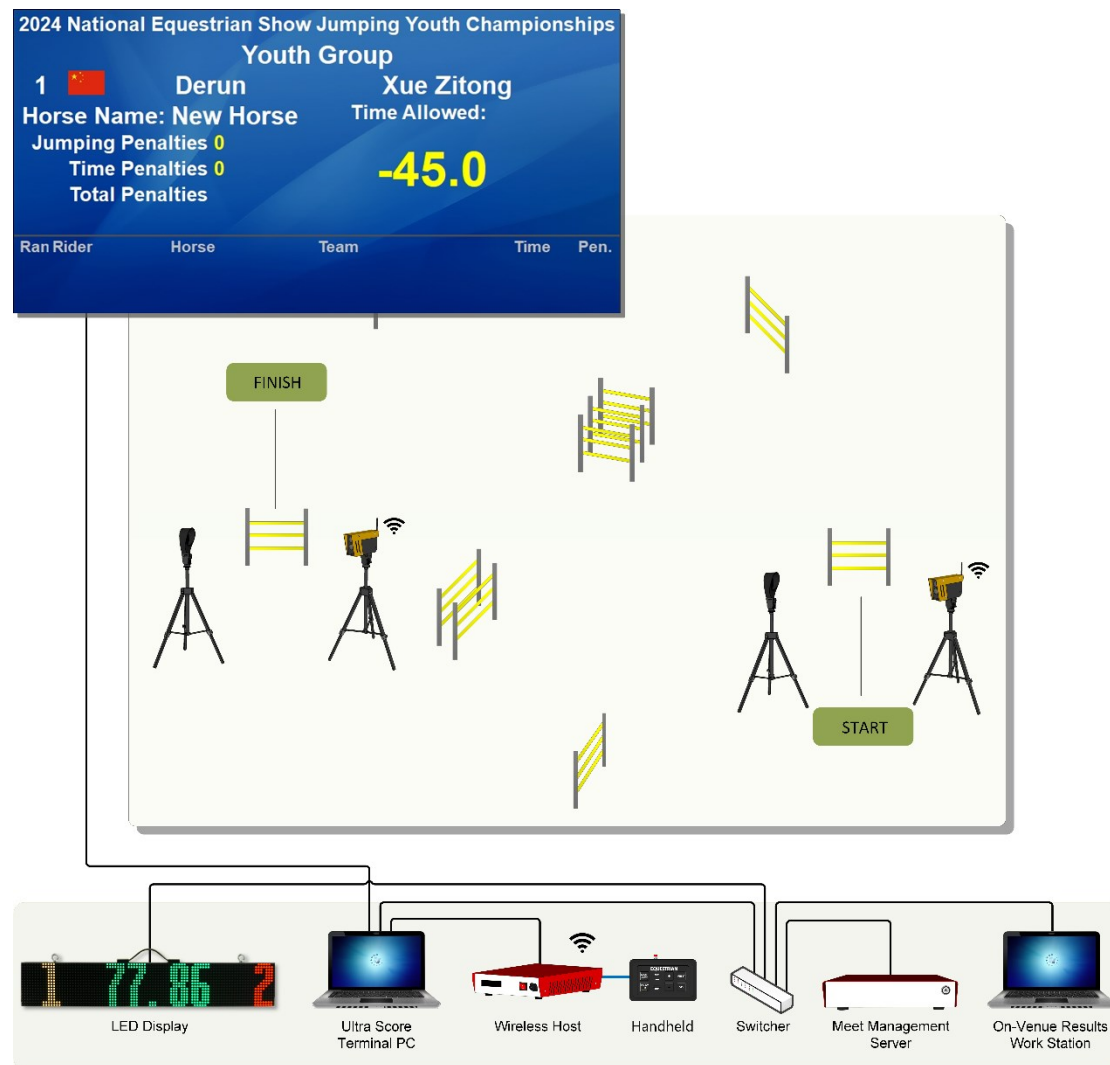 2024 National Equestrian Show Jumping Youth Championships
Youth Group
1 Derun Xue Zitong
Horse Name: New Horse Time Allowed:
Jumping Penalties 0
Time Penalties 0 -45.0
Total Penalties
Ran Rider Horse Team Time Pen.
FINISH
START
1 77.86 2
EQUESTRIAN
LED Display
Ultra Score
Terminal PC
Wireless Host
Handheld
Switcher
Meet Management
Server
On-Venue Results
Work Station